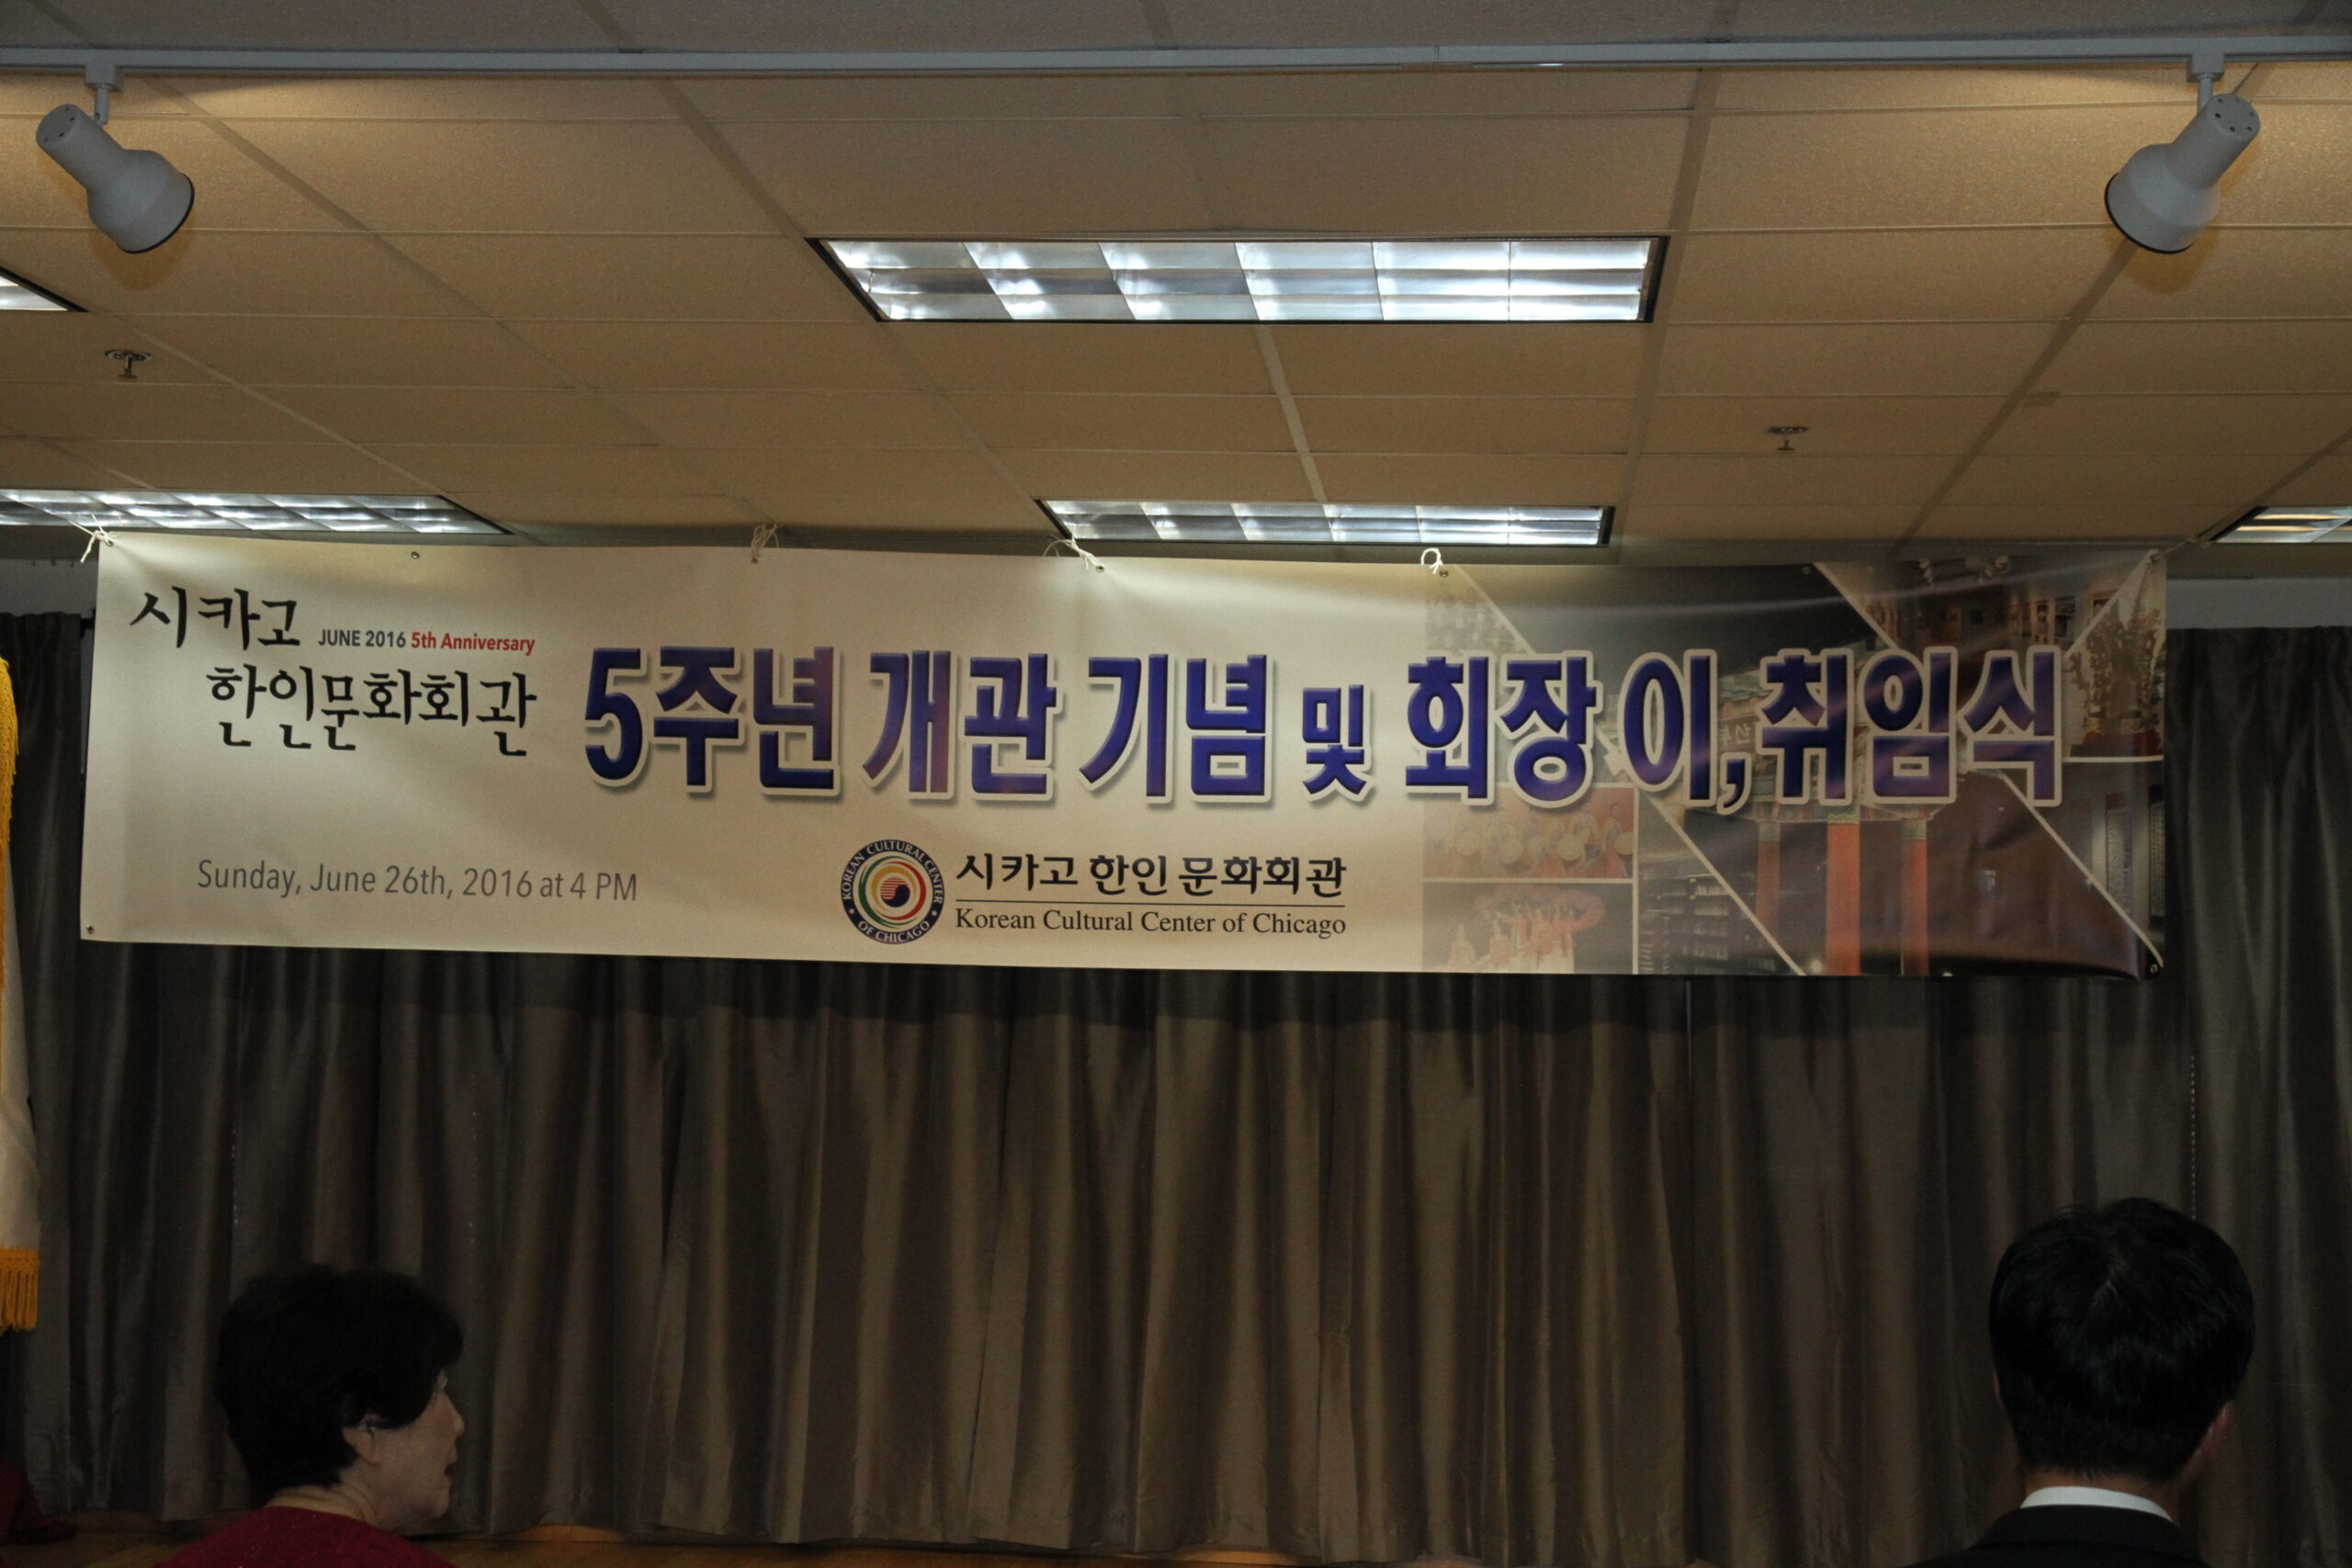 시카고
JUNE 2016 5th Anniversary
한인문화회관
5주년 개관 기념 및 회장 이,취임식
Sunday, June 26th, 2016 at 4 PM
KOREAN CULTURAL CENTER
OF CHICAGO
시카고 한인 문화회관
Korean Cultural Center of Chicago